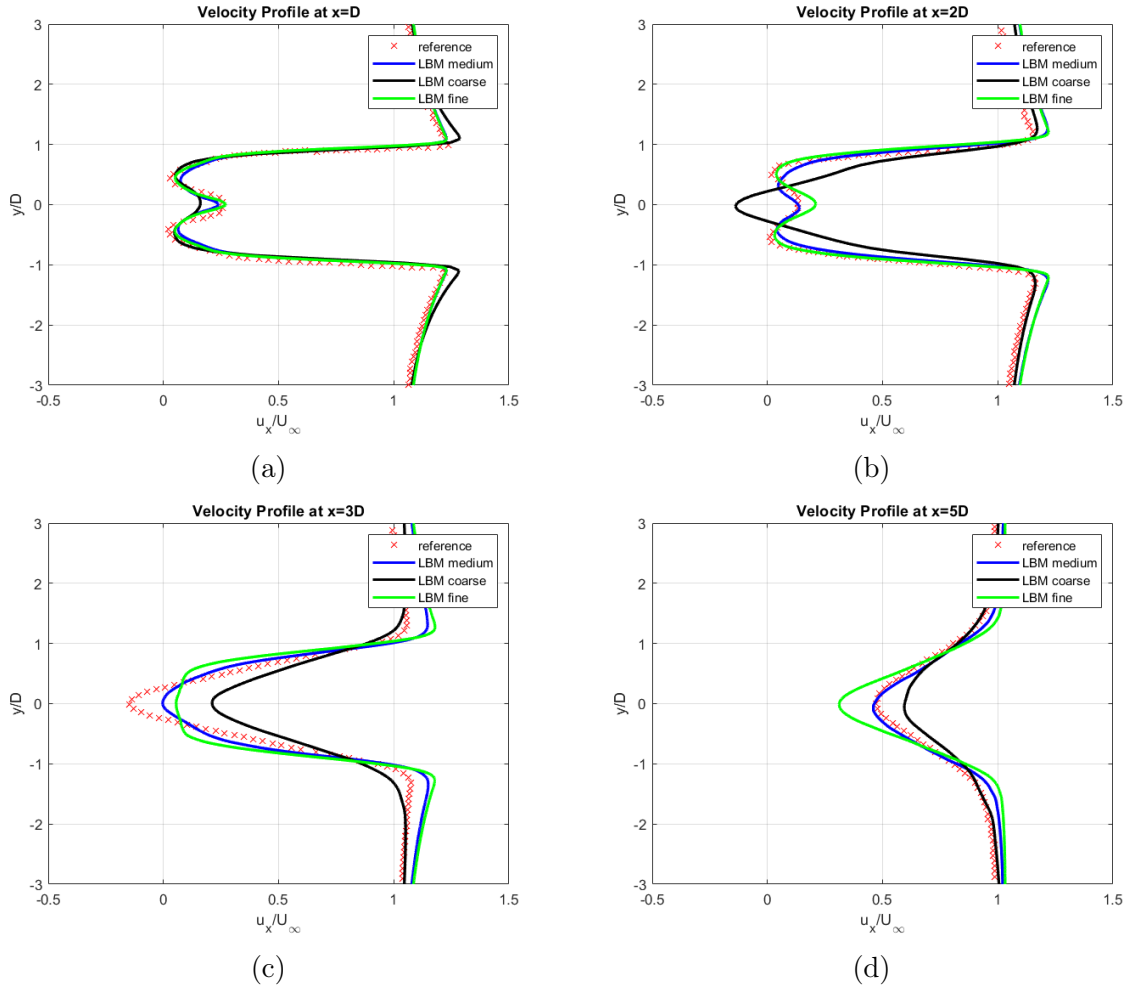 Velocity Profile at x=D
3
2
1
0
-1
-2
-3
y/D
-0.5
0
0.5
1
1.5
u_x/U_∞
reference
LBM medium
LBM coarse
LBM fine
(a)
Velocity Profile at x=2D
3
2
1
0
-1
-2
-3
y/D
-0.5
0
0.5
1
1.5
u_x/U_∞
reference
LBM medium
LBM coarse
LBM fine
(b)
Velocity Profile at x=3D
3
2
1
0
-1
-2
-3
y/D
-0.5
0
0.5
1
1.5
u_x/U_∞
reference
LBM medium
LBM coarse
LBM fine
(c)
Velocity Profile at x=5D
3
2
1
0
-1
-2
-3
y/D
-0.5
0
0.5
1
1.5
u_x/U_∞
reference
LBM medium
LBM coarse
LBM fine
(d)